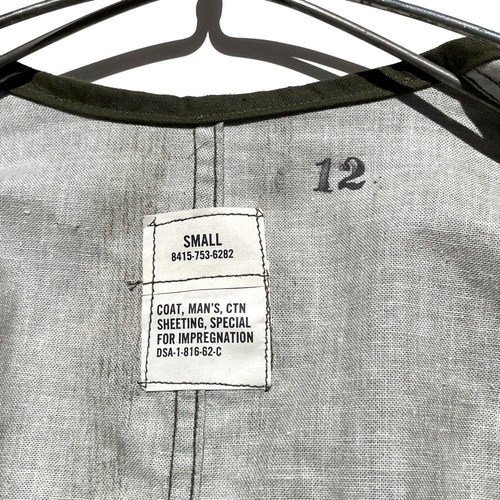 12
SMALL
8415-753-6282
COAT, MAN'S, CTN
SHEETING, SPECIAL
FOR IMPREGNATION
DSA-1-816-62-C